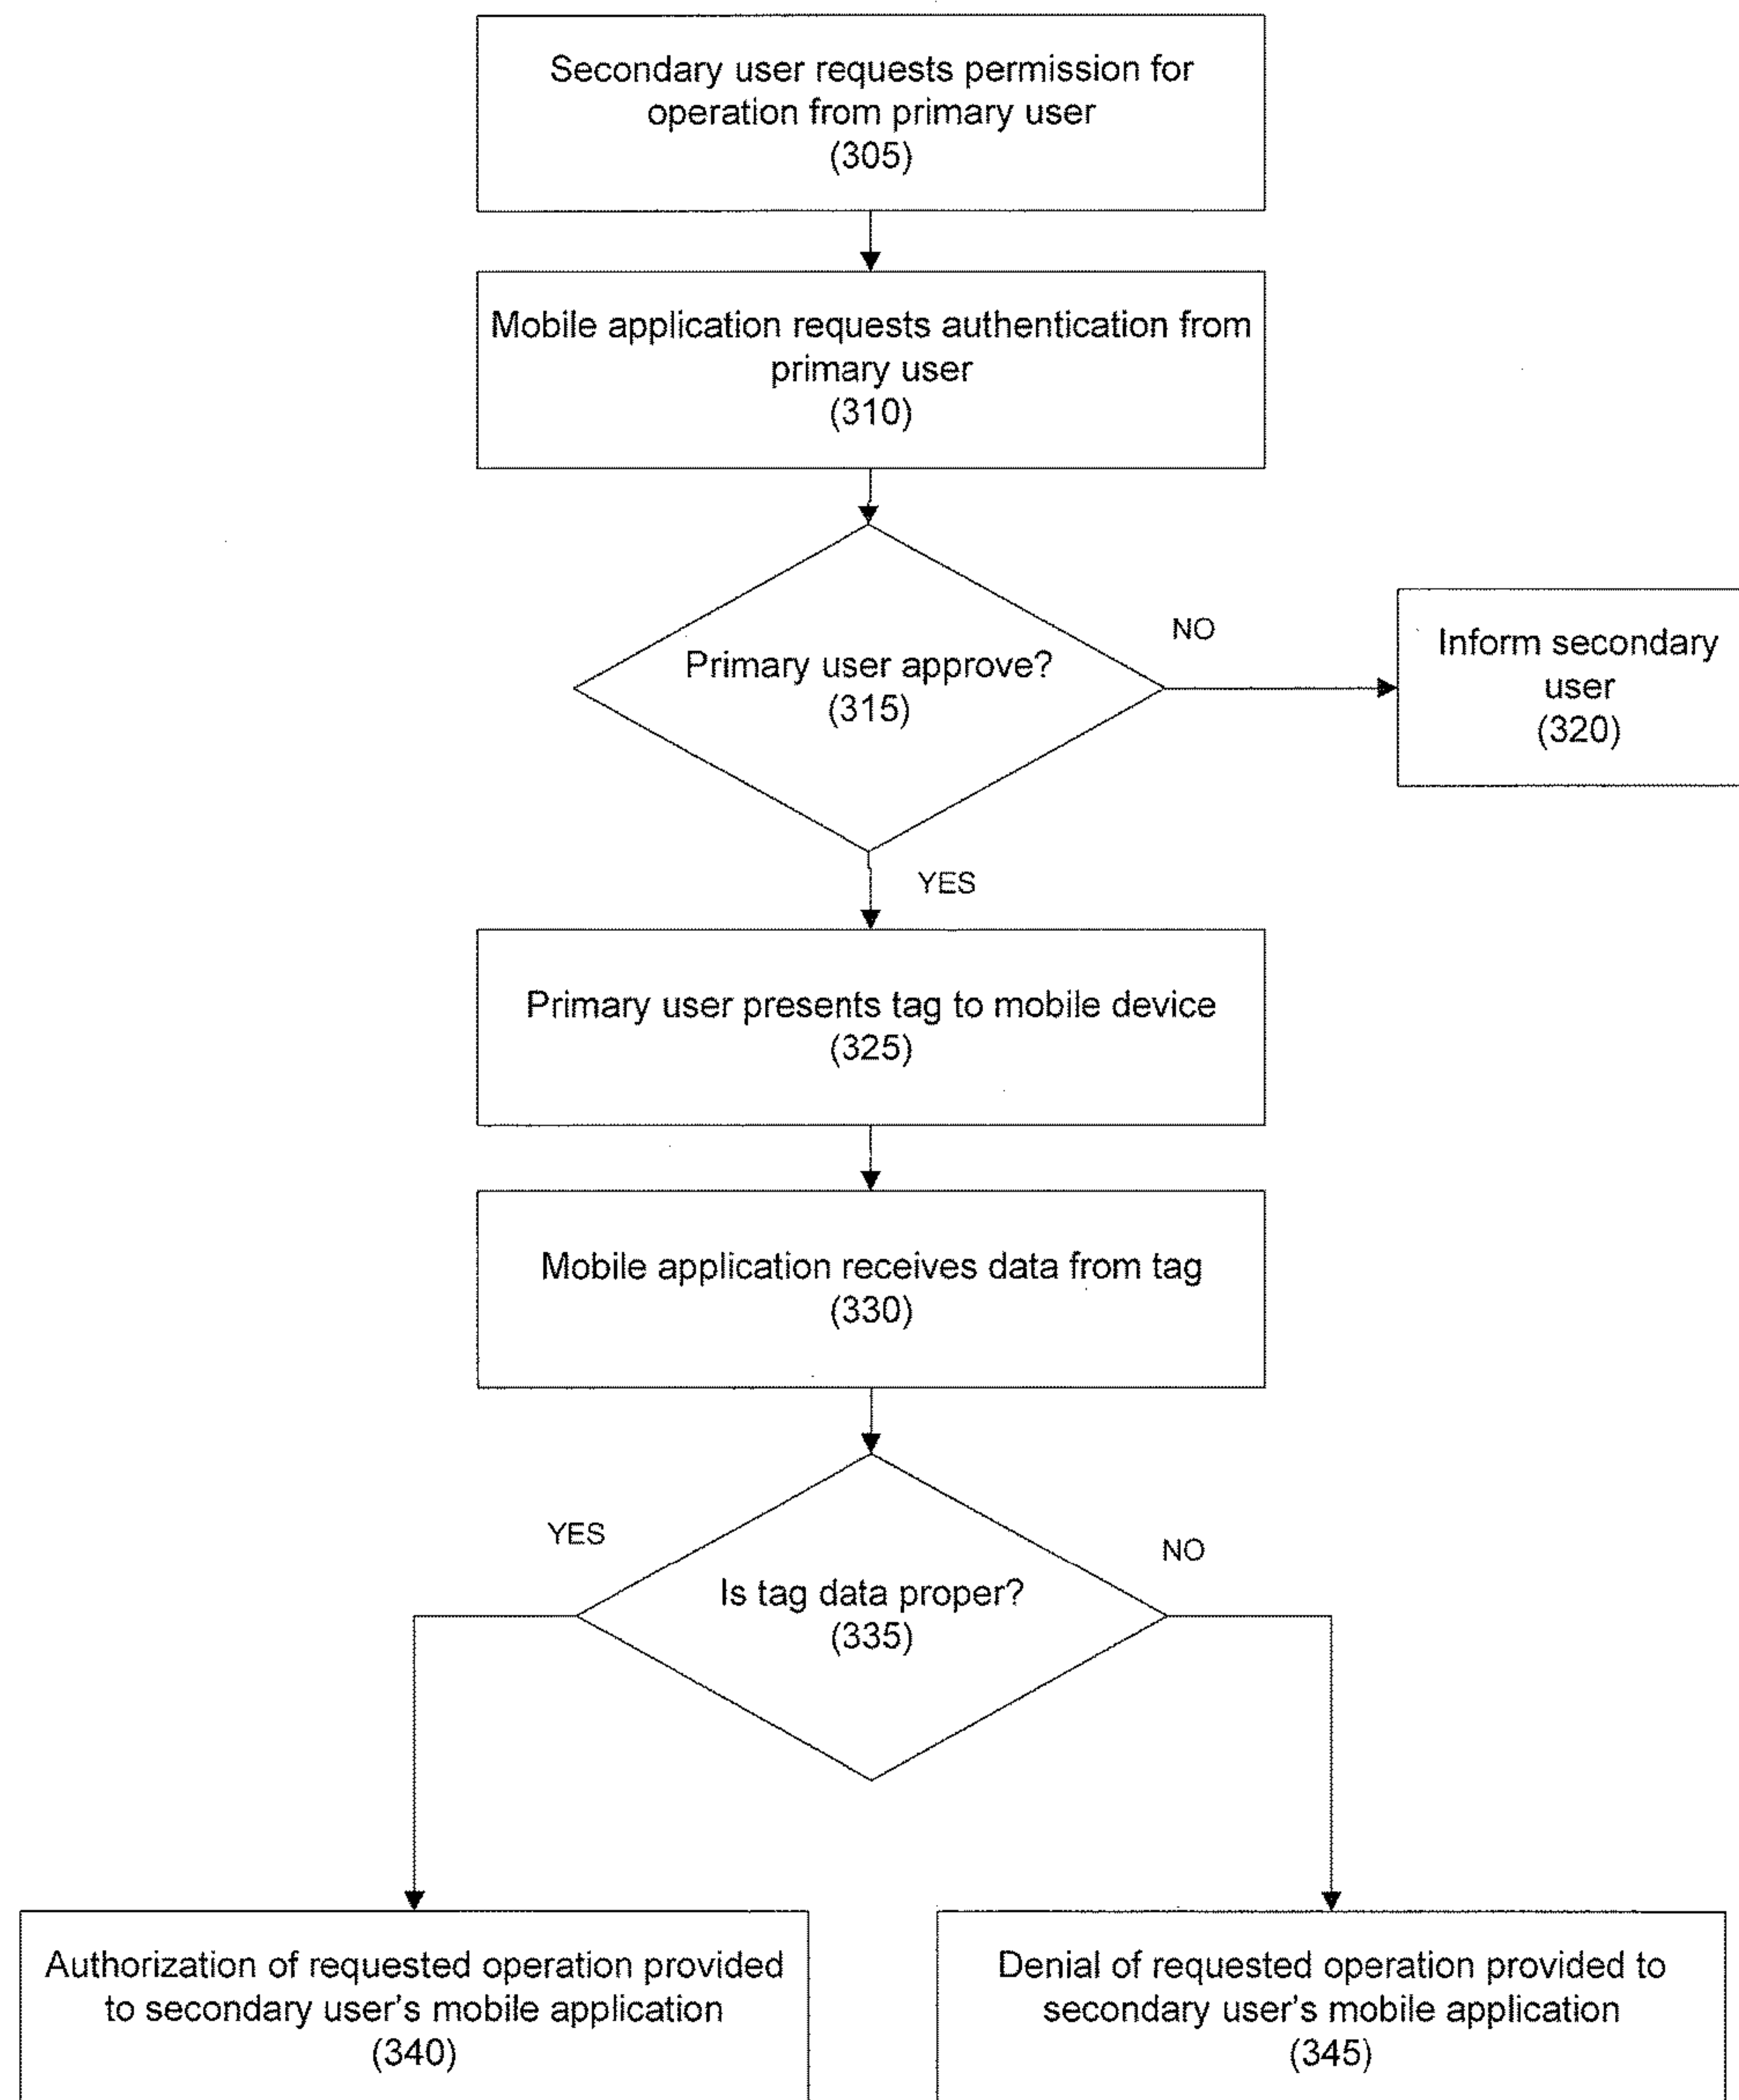 Secondary user requests permission for
operation from primary user
(305)
Mobile application requests authentication from
primary user
(310)
Primary user approve?
(315)
NO
Inform secondary
user
(320)
YES
Primary user presents tag to mobile device
(325)
Mobile application receives data from tag
(330)
Is tag data proper?
(335)
YES
NO
Authorization of requested operation provided
to secondary user's mobile application
(340)
Denial of requested operation provided to
secondary user's mobile application
(345)